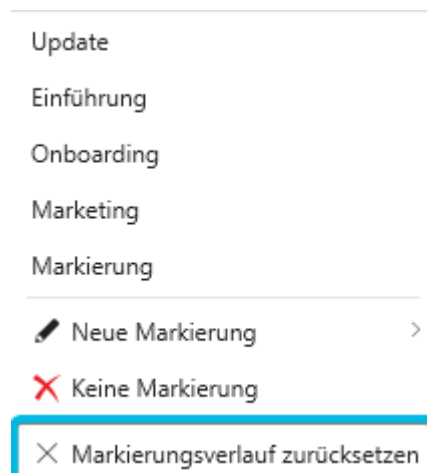 Update
Einführung
Onboarding
Marketing
Markierung
Neue Markierung
Keine Markierung
Markierungsverlauf zurücksetzen